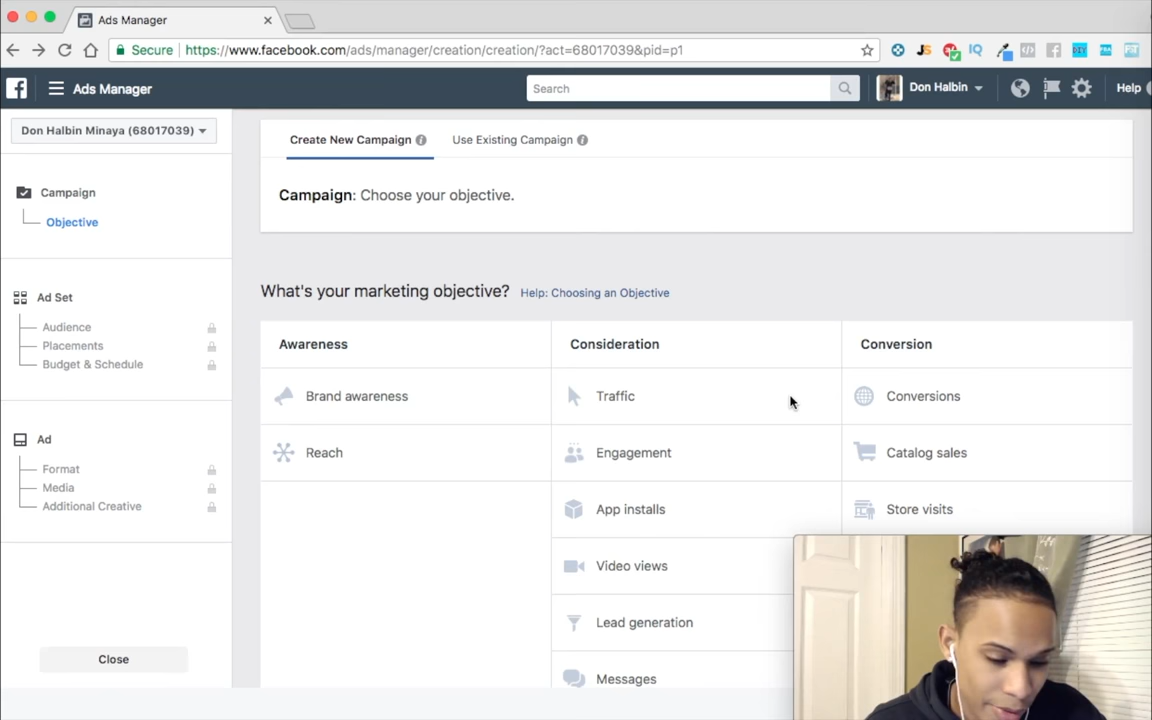 Ads Manager
Secure https://www.facebook.com/ads/manager/creation/creation/?act=68017039&pid=p1
JS IQ DIY
Ads Manager Search Don Halbin Help
Don Halbin Minaya (68017039)
Create New Campaign Use Existing Campaign
Campaign: Choose your objective.
Campaign
Objective
Ad Set
Audience
Placements
Budget & Schedule
Ad
Format
Media
Additional Creative
Close
What's your marketing objective? Help: Choosing an Objective
Awareness Consideration Conversion
Brand awareness Traffic Conversions
Reach Engagement Catalog sales
App installs Store visits
Video views
Lead generation
Messages